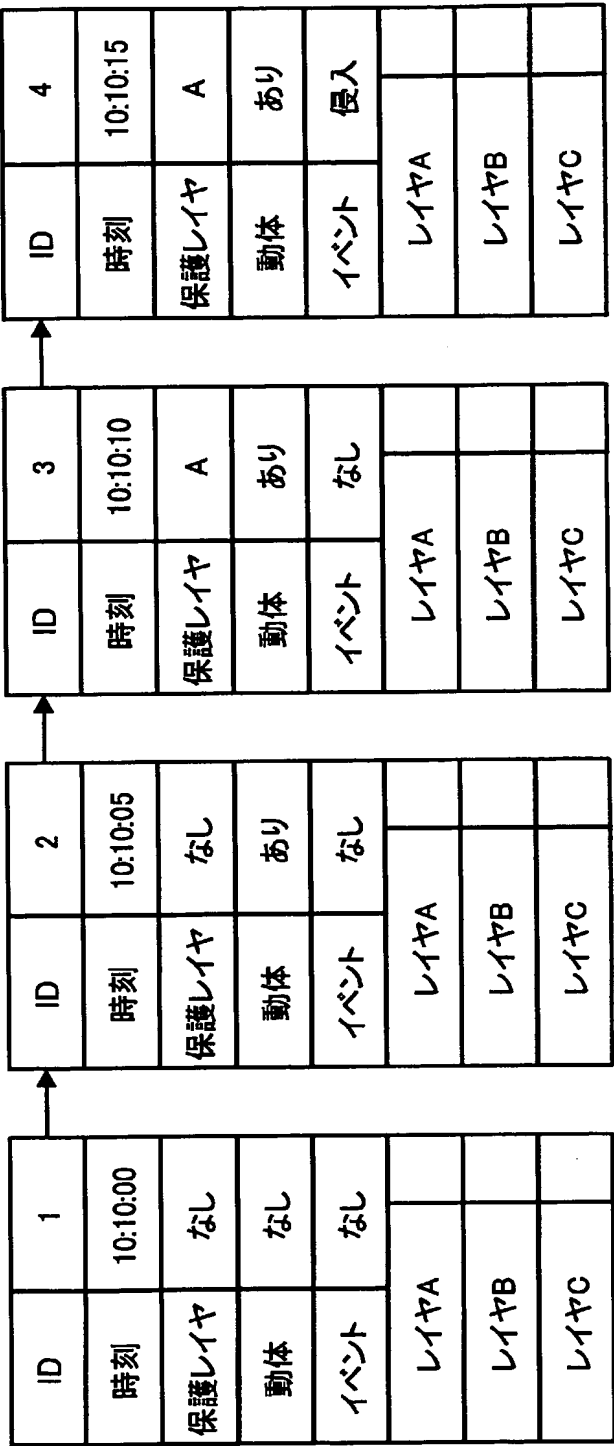 ID 1
時刻 10:10:00
保護レイヤ なし
動体 なし
イベント なし
レイヤA
レイヤB
レイヤC
ID 2
時刻 10:10:05
保護レイヤ なし
動体 あり
イベント なし
レイヤA
レイヤB
レイヤC
ID 3
時刻 10:10:10
保護レイヤ A
動体 あり
イベント なし
レイヤA
レイヤB
レイヤC
ID 4
時刻 10:10:15
保護レイヤ A
動体 あり
イベント 侵入
レイヤA
レイヤB
レイヤC